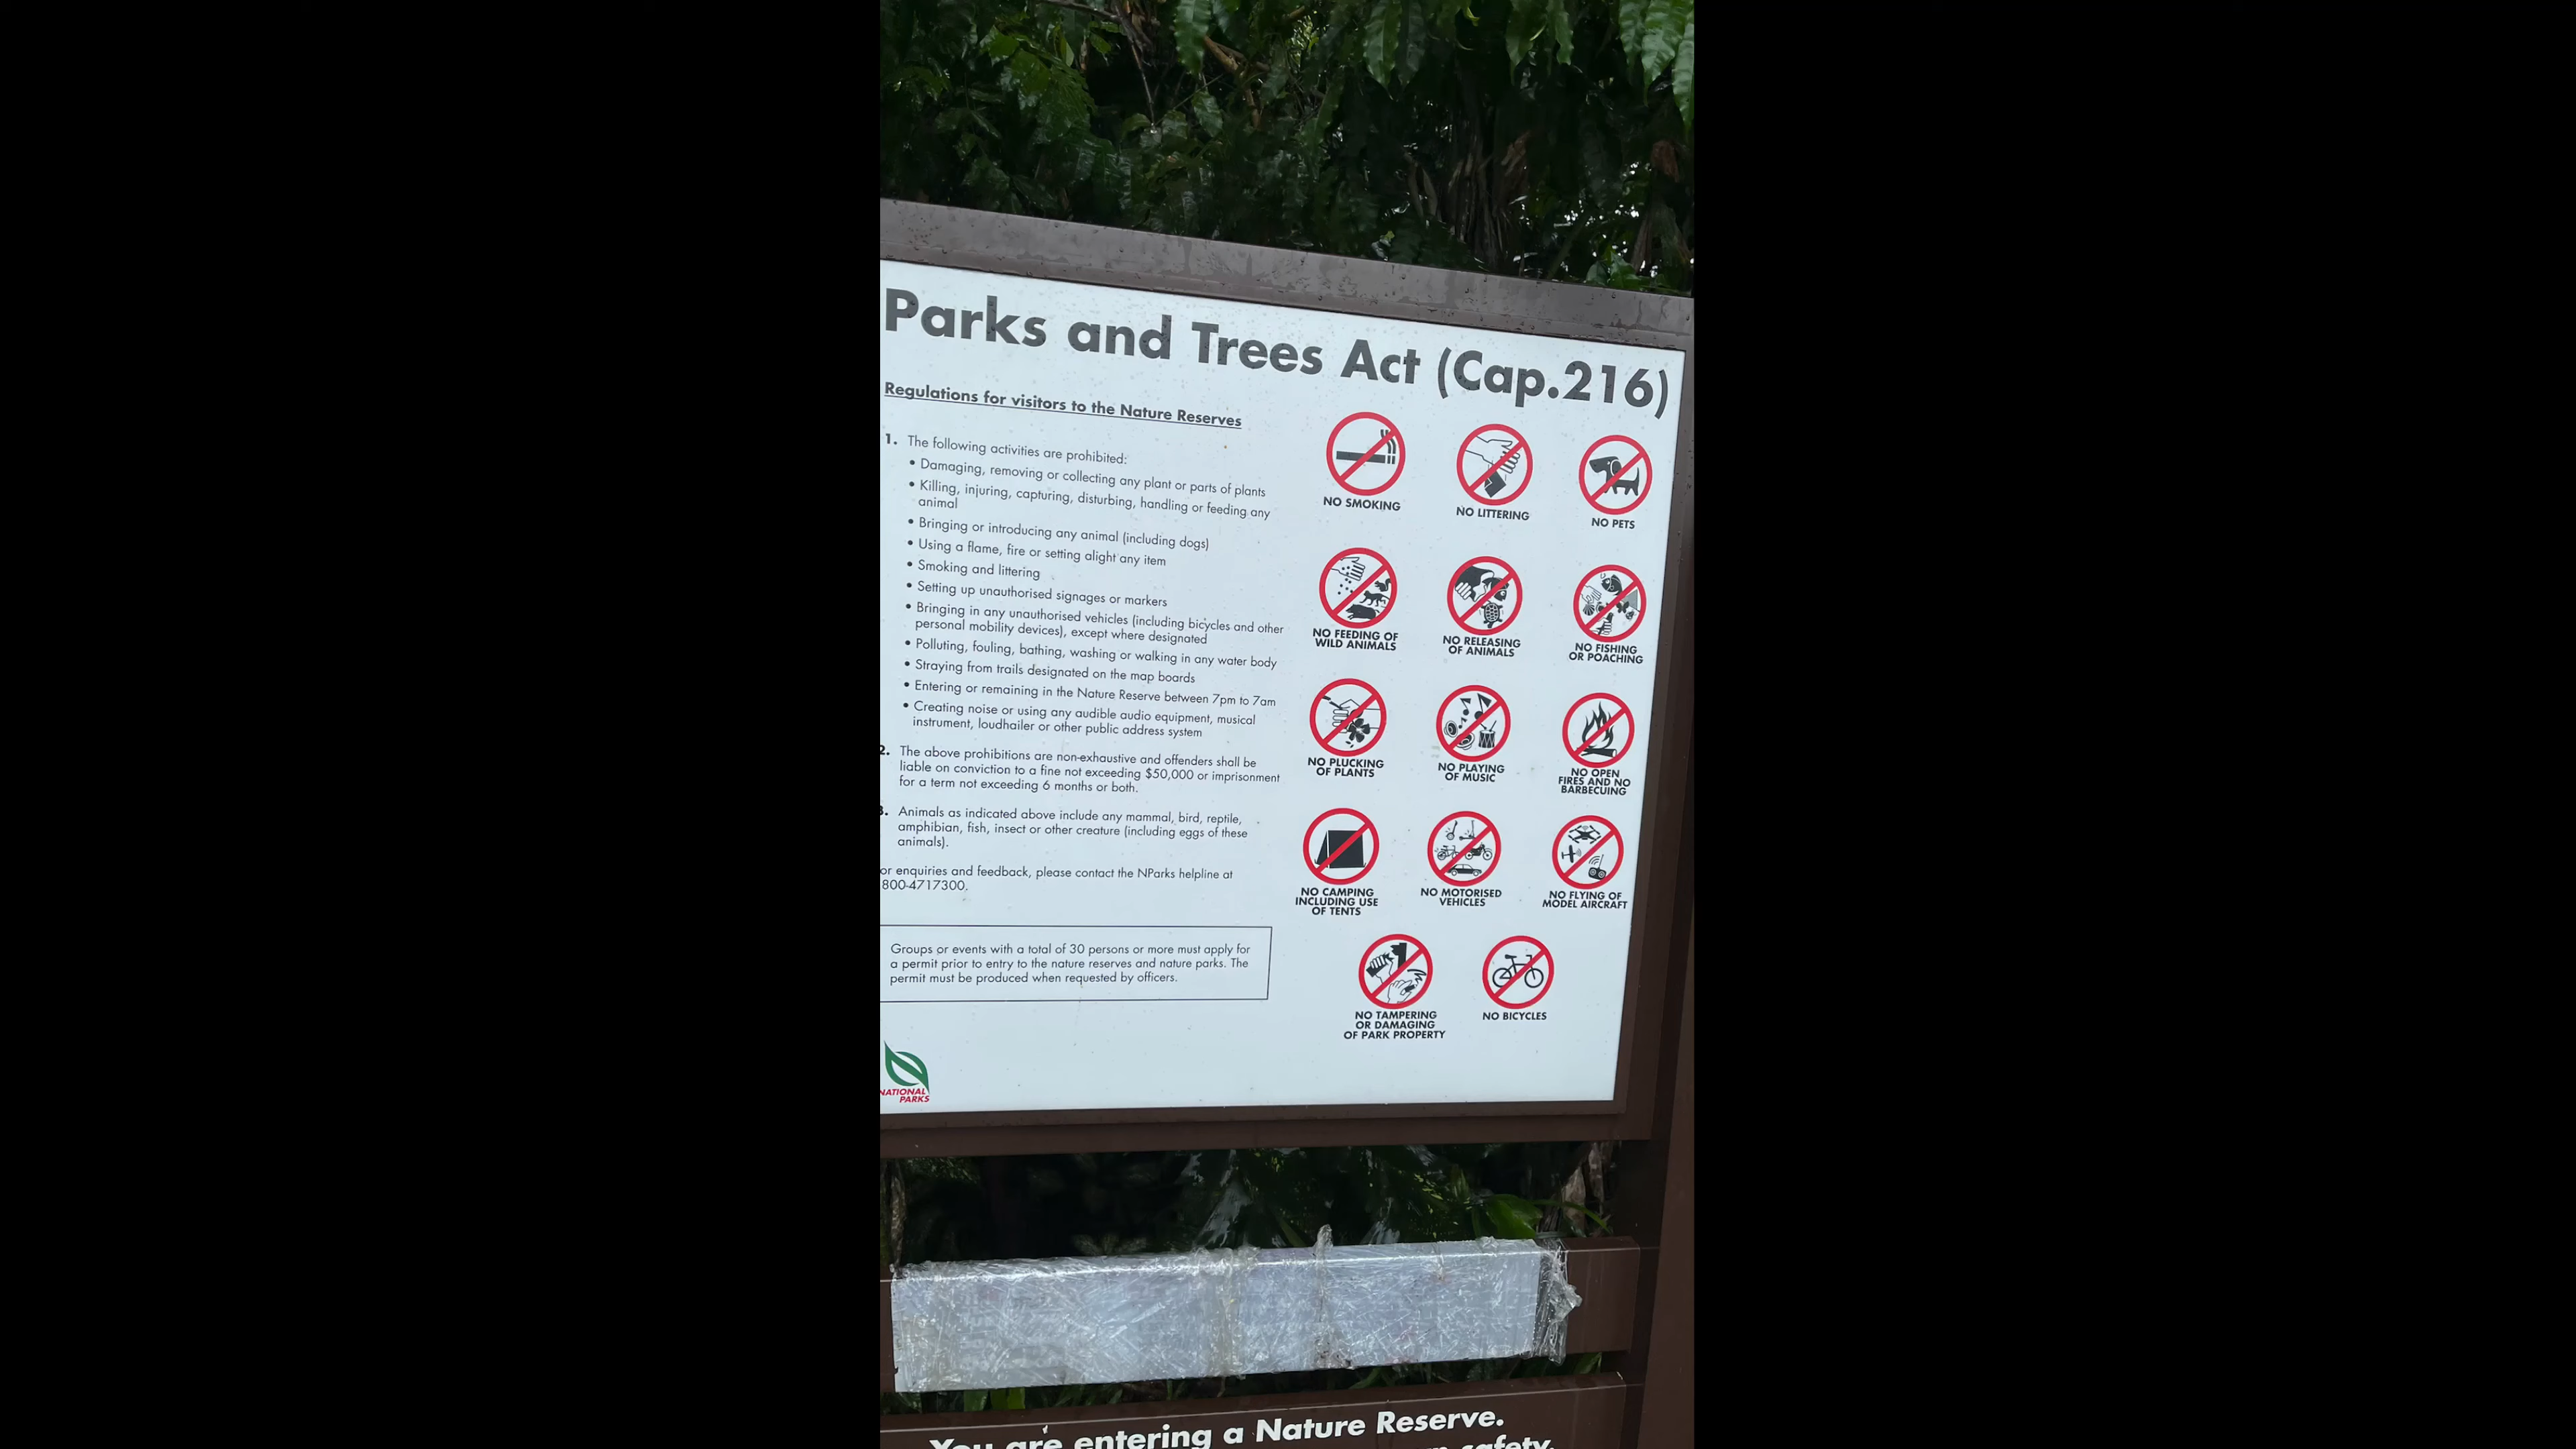 Parks and Trees Act (Cap.216)
Regulations for visitors to the Nature Reserves
1. The following activities are prohibited:
• Damaging, removing or collecting any plant or parts of plants
• Killing, injuring, capturing, disturbing, handling or feeding any
animal
• Bringing or introducing any animal (including dogs)
• Using a flame, fire or setting alight any item
• Smoking and littering
• Setting up unauthorised signages or markers
• Bringing in any unauthorised vehicles (including bicycles and other
personal mobility devices), except where designated
• Polluting, fouling, bathing, washing or walking in any water body
• Straying from trails designated on the map boards
• Entering or remaining in the Nature Reserve between 7pm to 7am
• Creating noise or using any audible audio equipment, musical
instrument, loudhailer or other public address system
2. The above prohibitions are non-exhaustive and offenders shall be
liable on conviction to a fine not exceeding $50,000 or imprisonment
for a term not exceeding 6 months or both.
3. Animals as indicated above include any mammal, bird, reptile,
amphibian, fish, insect or other creature (including eggs of these
animals).
or enquiries and feedback, please contact the NParks helpline at
800-4717300.
Groups or events with a total of 30 persons or more must apply for
a permit prior to entry to the nature reserves and nature parks. The
permit must be produced when requested by officers.
NATIONAL
PARKS
NO SMOKING
NO LITTERING
NO PETS
NO FEEDING OF
WILD ANIMALS
NO RELEASING
OF ANIMALS
NO FISHING
OR POACHING
NO PLUCKING
OF PLANTS
NO PLAYING
OF MUSIC
NO OPEN
FIRES AND NO
BARBECUING
NO CAMPING
INCLUDING USE
OF TENTS
NO MOTORISED
VEHICLES
NO FLYING OF
MODEL AIRCRAFT
NO TAMPERING
OR DAMAGING
OF PARK PROPERTY
NO BICYCLES
You are entering a Nature Reserve.
safety.